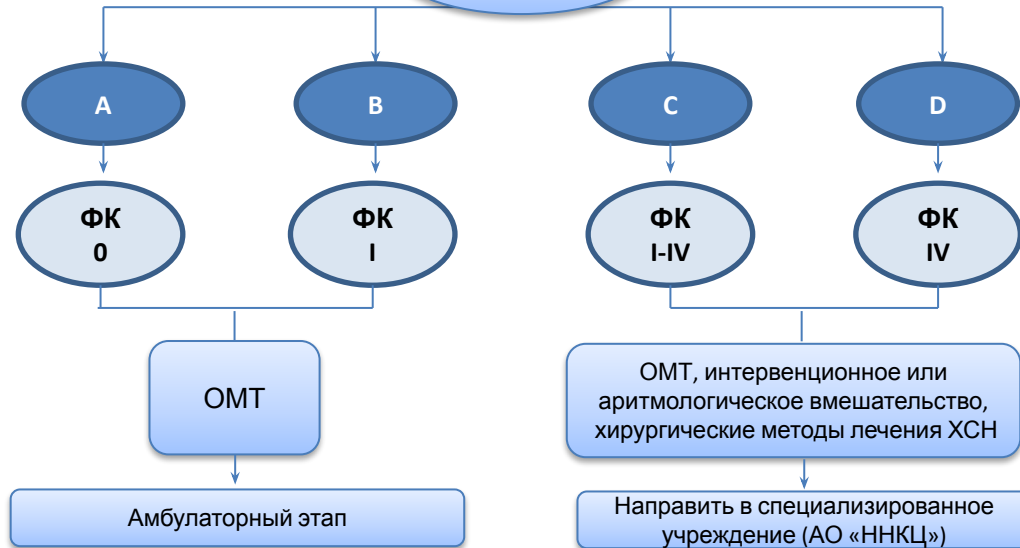 A
B
C
D
ФК
0
ФК
I
ФК
I-IV
ФК
IV
ОМТ
ОМТ, интервенционное или
аритмологическое вмешательство,
хирургические методы лечения ХСН
Амбулаторный этап
Направить в специализированное
учреждение (АО «ННКЦ»)